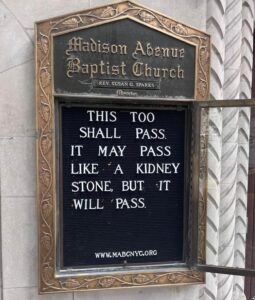 Madison Avenue
Baptist Church
REV. SUSAN G. SPARKS
Minister
THIS TOO
SHALL PASS.
IT MAY PASS
LIKE A KIDNEY
STONE, BUT IT
WILL PASS.
WWW.MABCNYC.ORG